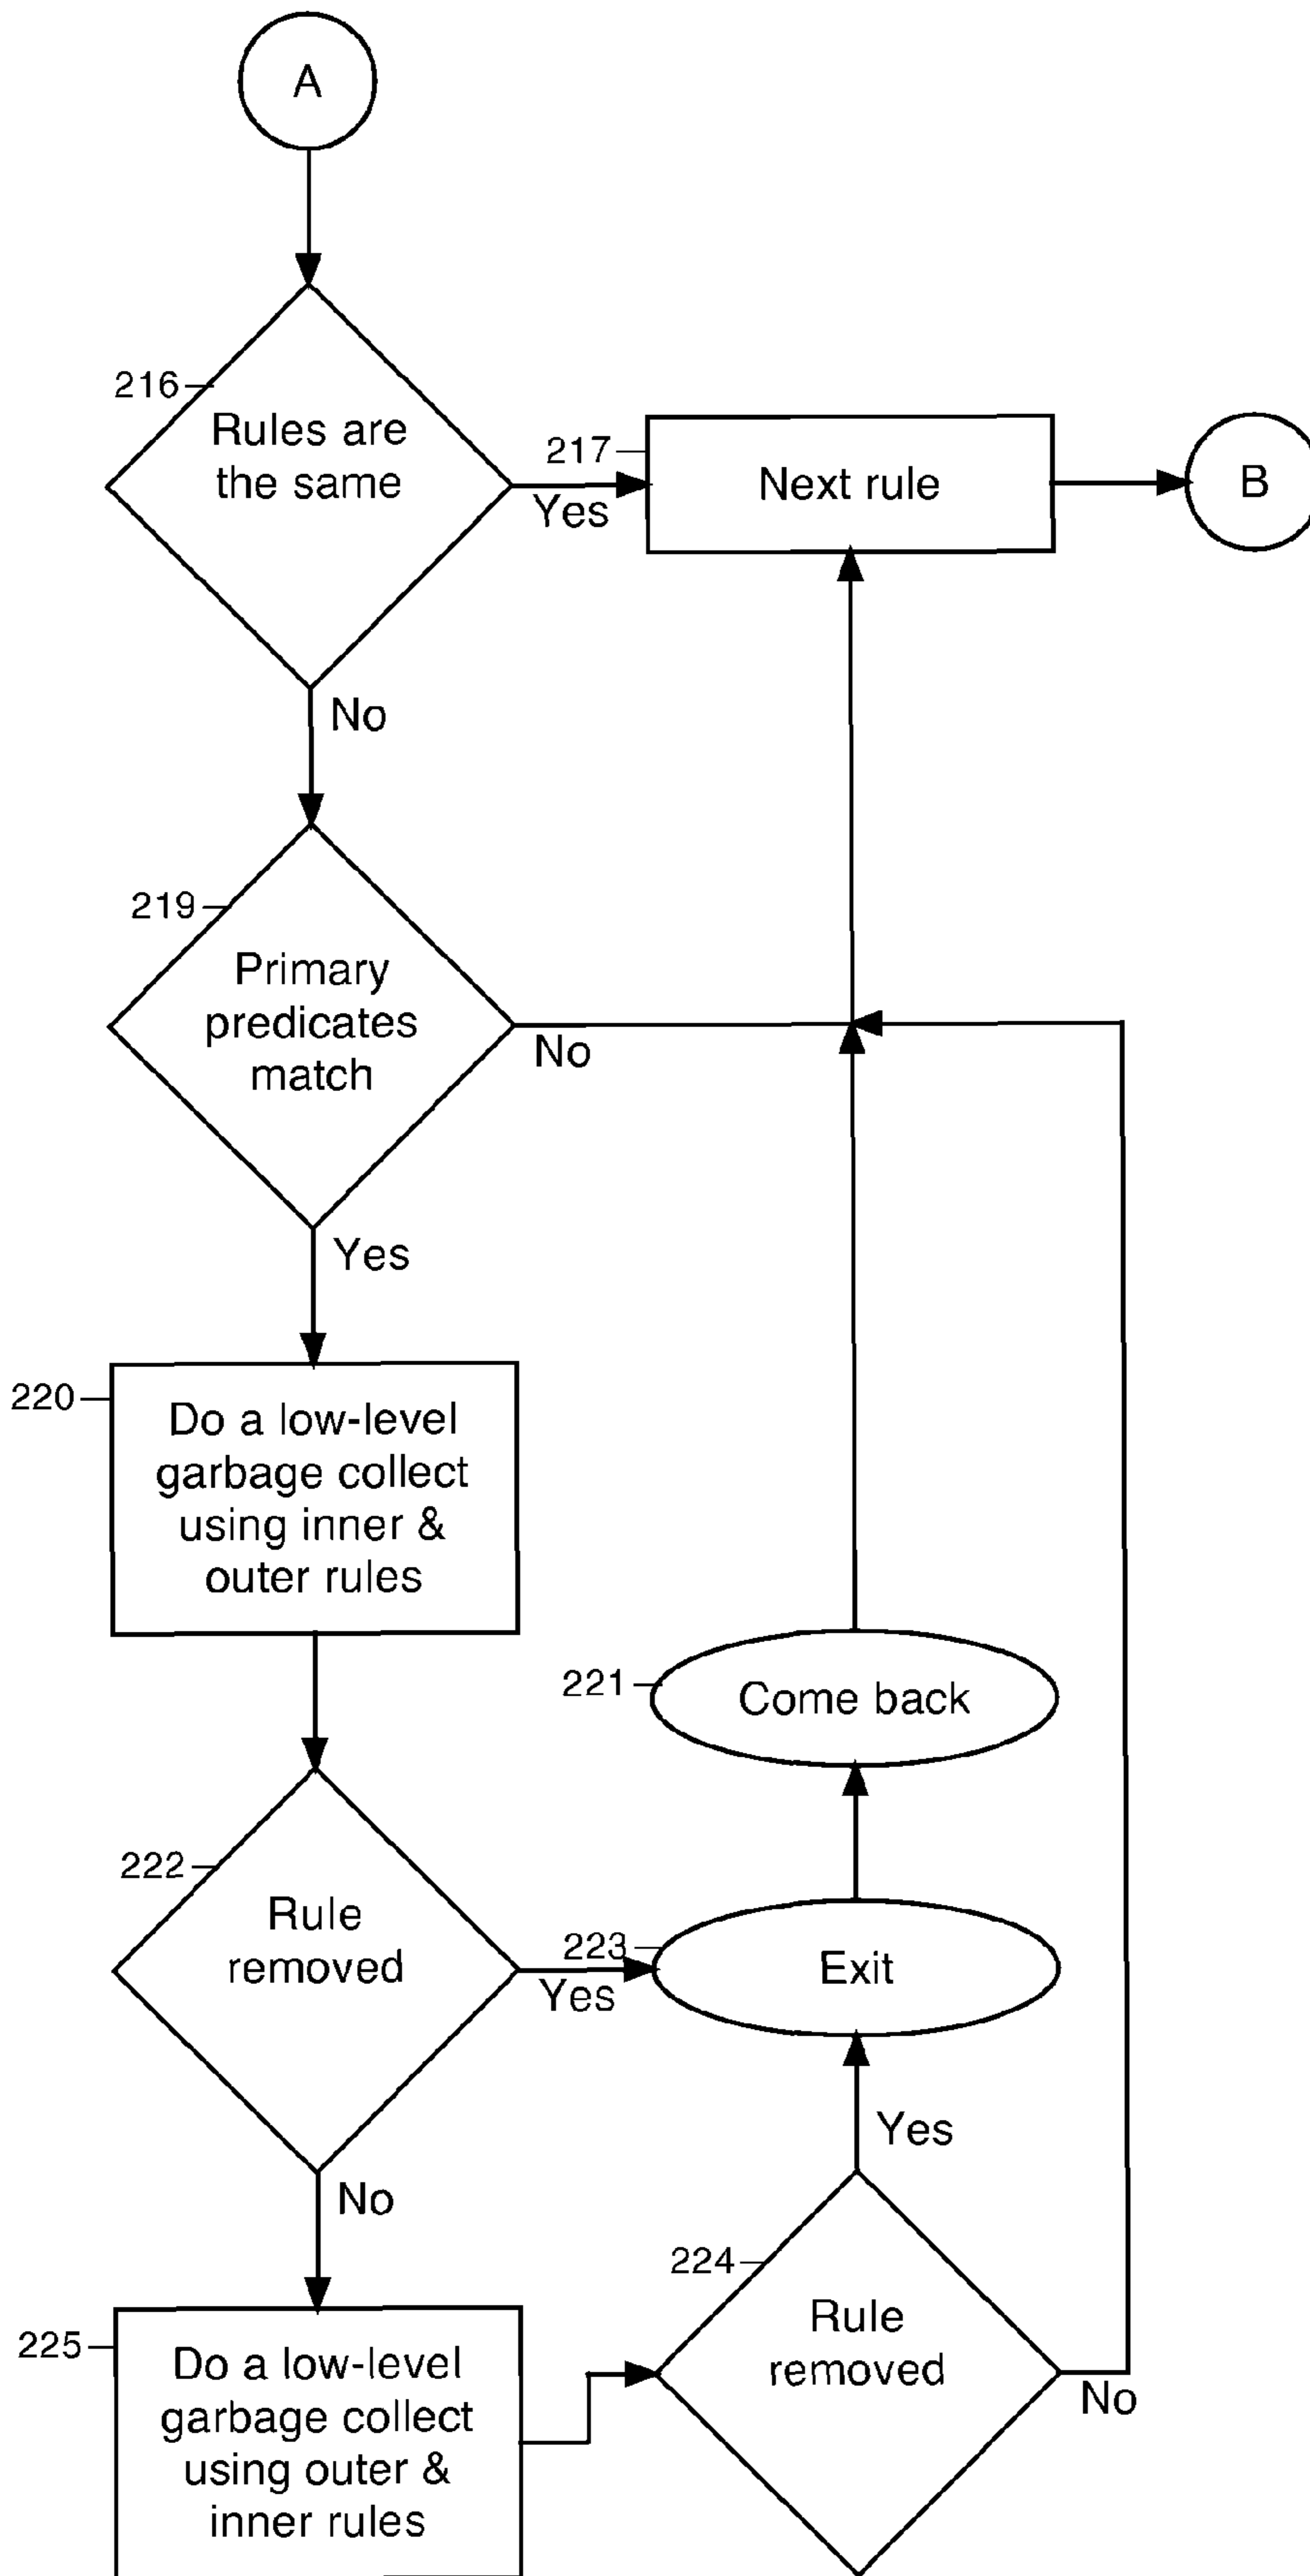 A
216
Rules are
the same
Yes
217
Next rule
B
No
219
Primary
predicates
match
No
Yes
220
Do a low-level
garbage collect
using inner &
outer rules
221
Come back
222
Rule
removed
Yes
223
Exit
Yes
No
224
Rule
removed
No
225
Do a low-level
garbage collect
using outer &
inner rules